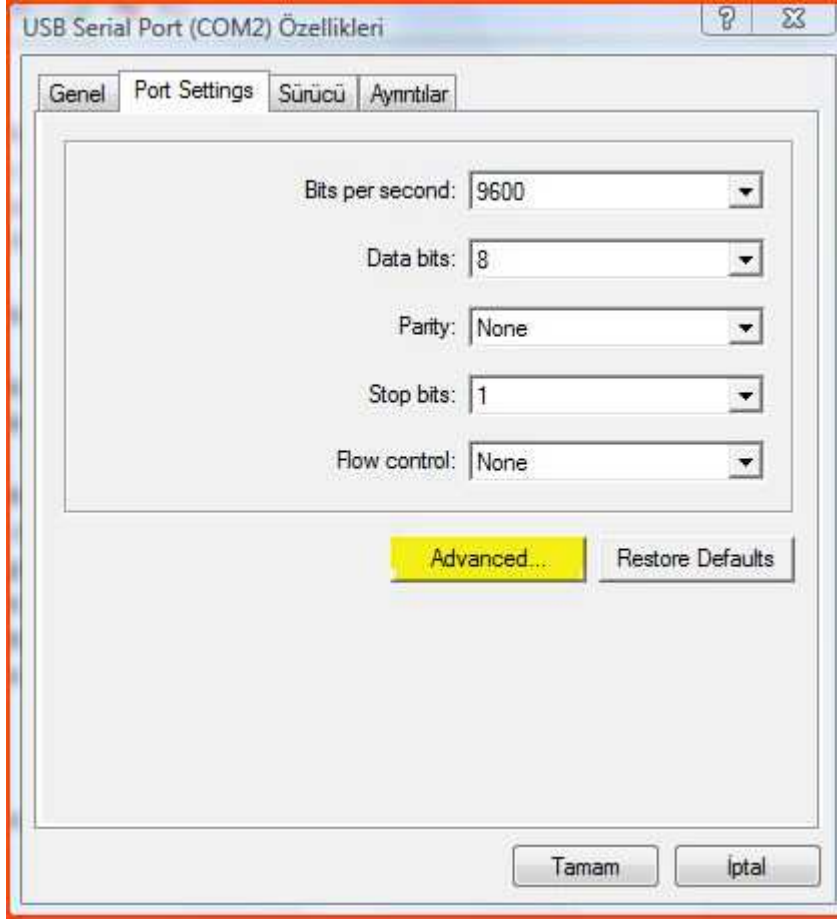 USB Serial Port (COM2) Özellikleri
Genel Port Settings Sürücü Ayrıntılar
Bits per second: 9600
Data bits: 8
Parity: None
Stop bits: 1
Flow control: None
Advanced... Restore Defaults
Tamam İptal